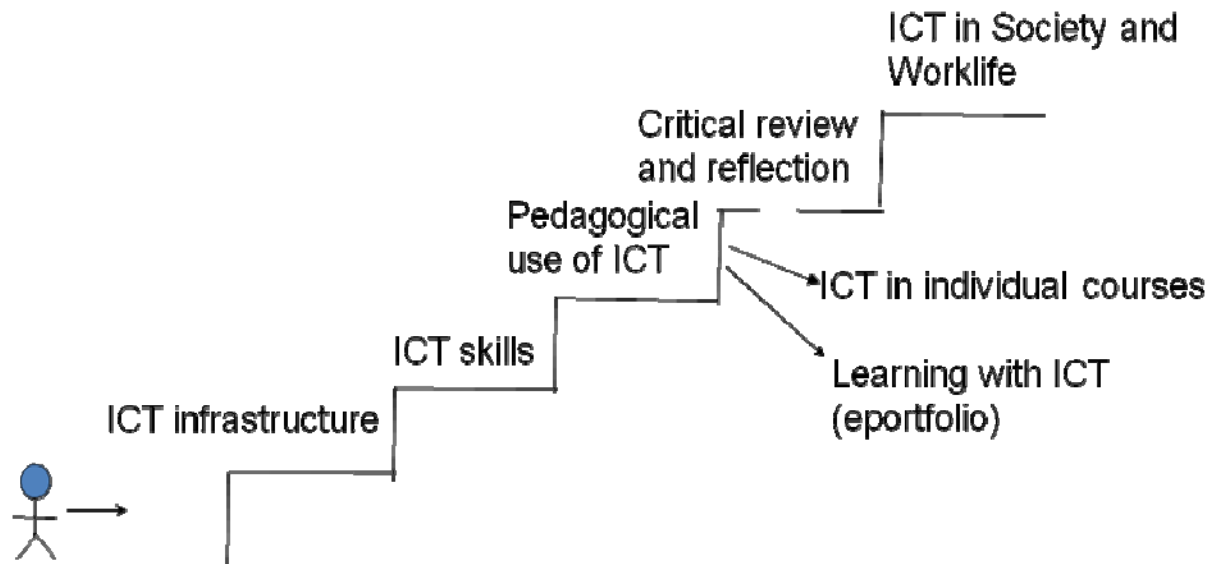 ICT in Society and
Worklife
Critical review
and reflection
Pedagogical
use of ICT
ICT in individual courses
ICT skills
Learning with ICT
(eportfolio)
ICT infrastructure